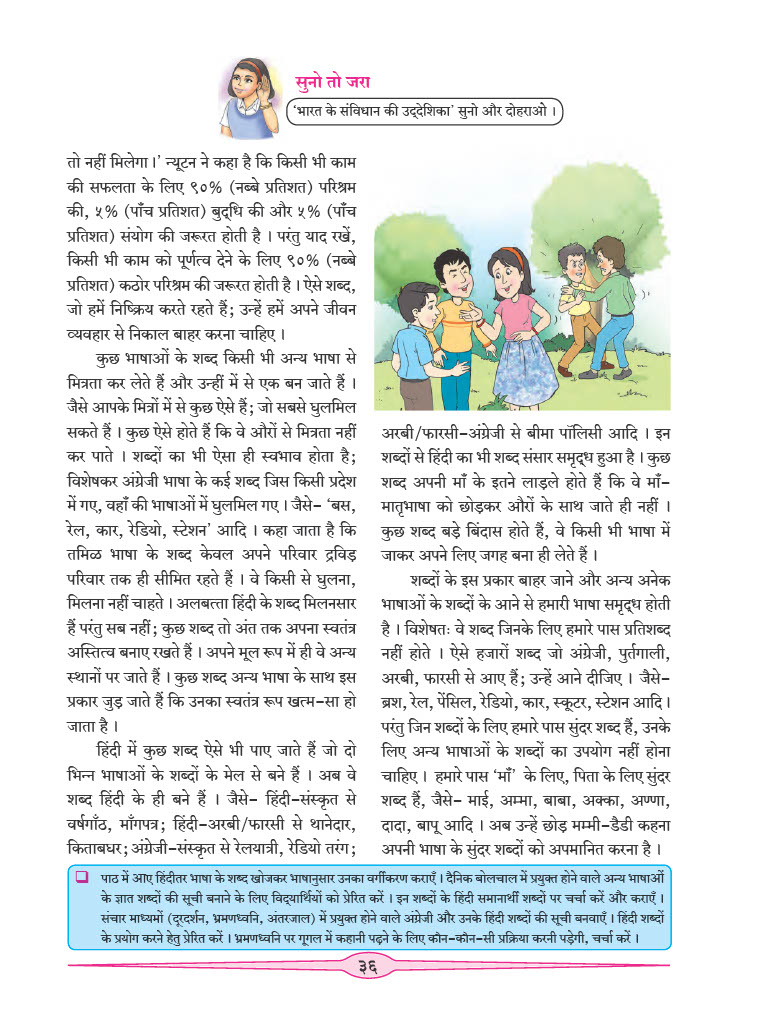 सुनो तो जरा
'भारत के संविधान की उद्देशिका' सुनो और दोहराओ ।
तो नहीं मिलेगा ।' न्यूटन ने कहा है कि किसी भी काम
की सफलता के लिए ९०% (नब्बे प्रतिशत) परिश्रम
की, ५% (पाँच प्रतिशत) बुद्धि की और ५% (पाँच
प्रतिशत) संयोग की जरूरत होती है । परंतु याद रखें,
किसी भी काम को पूर्णत्व देने के लिए ९०% (नब्बे
प्रतिशत) कठोर परिश्रम की जरूरत होती है । ऐसे शब्द,
जो हमें निष्क्रिय करते रहते हैं; उन्हें हमें अपने जीवन
व्यवहार से निकाल बाहर करना चाहिए ।
कुछ भाषाओं के शब्द किसी भी अन्य भाषा से
मित्रता कर लेते हैं और उन्हीं में से एक बन जाते हैं ।
जैसे आपके मित्रों में से कुछ ऐसे हैं; जो सबसे घुलमिल
सकते हैं । कुछ ऐसे होते हैं कि वे औरों से मित्रता नहीं
कर पाते । शब्दों का भी ऐसा ही स्वभाव होता है;
विशेषकर अंग्रेजी भाषा के कई शब्द जिस किसी प्रदेश
में गए, वहाँ की भाषाओं में घुलमिल गए । जैसे- 'बस,
रेल, कार, रेडियो, स्टेशन' आदि । कहा जाता है कि
तमिळ भाषा के शब्द केवल अपने परिवार द्रविड़
परिवार तक ही सीमित रहते हैं । वे किसी से घुलना,
मिलना नहीं चाहते । अलबत्ता हिंदी के शब्द मिलनसार
हैं परंतु सब नहीं; कुछ शब्द तो अंत तक अपना स्वतंत्र
अस्तित्व बनाए रखते हैं । अपने मूल रूप में ही वे अन्य
स्थानों पर जाते हैं । कुछ शब्द अन्य भाषा के साथ इस
प्रकार जुड़ जाते हैं कि उनका स्वतंत्र रूप खत्म-सा हो
जाता है ।
हिंदी में कुछ शब्द ऐसे भी पाए जाते हैं जो दो
भिन्न भाषाओं के शब्दों के मेल से बने हैं । अब वे
शब्द हिंदी के ही बने हैं । जैसे- हिंदी-संस्कृत से
वर्षगाँठ, माँगपत्र; हिंदी-अरबी/फारसी से थानेदार,
किताबघर; अंग्रेजी-संस्कृत से रेलयात्री, रेडियो तरंग;
अरबी/फारसी-अंग्रेजी से बीमा पॉलिसी आदि । इन
शब्दों से हिंदी का भी शब्द संसार समृद्ध हुआ है । कुछ
शब्द अपनी माँ के इतने लाड़ले होते हैं कि वे माँ-
मातृभाषा को छोड़कर औरों के साथ जाते ही नहीं ।
कुछ शब्द बड़े बिंदास होते हैं, वे किसी भी भाषा में
जाकर अपने लिए जगह बना ही लेते हैं ।
शब्दों के इस प्रकार बाहर जाने और अन्य अनेक
भाषाओं के शब्दों के आने से हमारी भाषा समृद्ध होती
है । विशेषतः वे शब्द जिनके लिए हमारे पास प्रतिशब्द
नहीं होते । ऐसे हजारों शब्द जो अंग्रेजी, पुर्तगाली,
अरबी, फारसी से आए हैं; उन्हें आने दीजिए । जैसे-
ब्रश, रेल, पेंसिल, रेडियो, कार, स्कूटर, स्टेशन आदि ।
परंतु जिन शब्दों के लिए हमारे पास सुंदर शब्द हैं, उनके
लिए अन्य भाषाओं के शब्दों का उपयोग नहीं होना
चाहिए । हमारे पास 'माँ' के लिए, पिता के लिए सुंदर
शब्द हैं, जैसे- माई, अम्मा, बाबा, अक्का, अण्णा,
दादा, बापू आदि । अब उन्हें छोड़ मम्मी-डैडी कहना
अपनी भाषा के सुंदर शब्दों को अपमानित करना है ।
पाठ में आए हिंदीतर भाषा के शब्द खोजकर भाषानुसार उनका वर्गीकरण कराएँ । दैनिक बोलचाल में प्रयुक्त होने वाले अन्य भाषाओं
के ज्ञात शब्दों की सूची बनाने के लिए विद्यार्थियों को प्रेरित करें । इन शब्दों के हिंदी समानार्थी शब्दों पर चर्चा करें और कराएँ ।
संचार माध्यमों (दूरदर्शन, भ्रमणध्वनि, अंतरजाल) में प्रयुक्त होने वाले अंग्रेजी और उनके हिंदी शब्दों की सूची बनवाएँ । हिंदी शब्दों
के प्रयोग करने हेतु प्रेरित करें । भ्रमणध्वनि पर गूगल में कहानी पढ़ने के लिए कौन-कौन-सी प्रक्रिया करनी पड़ेगी, चर्चा करें ।
३६